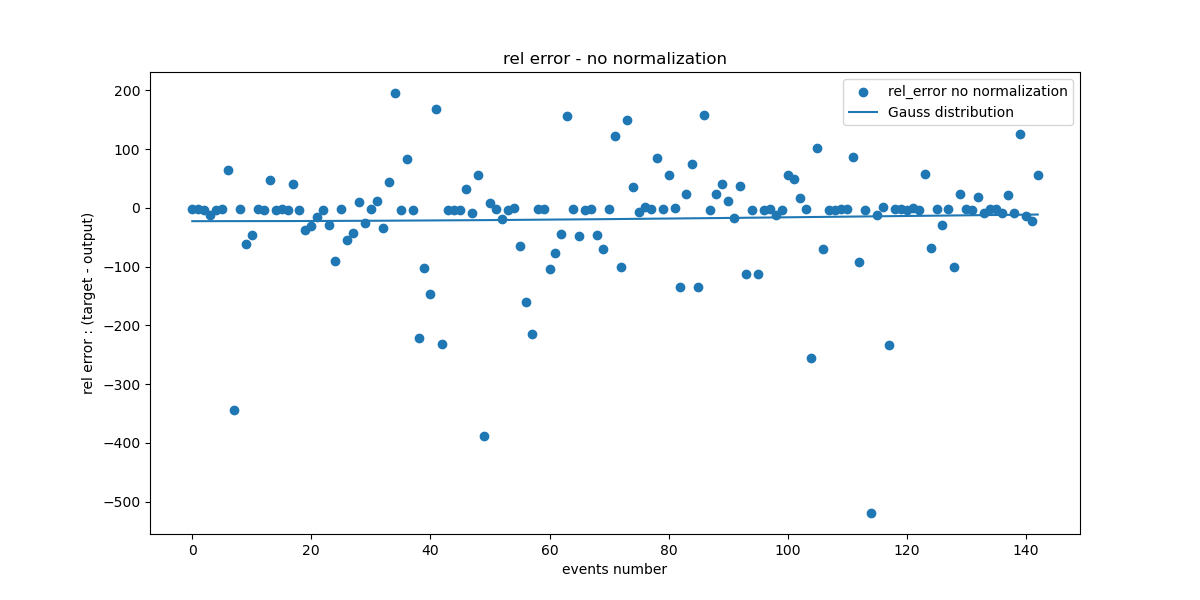 rel error - no normalization
rel_error no normalization
Gauss distribution
rel error : (target - output)
200
100
0
−100
−200
−300
−400
−500
0 20 40 60 80 100 120 140
events number